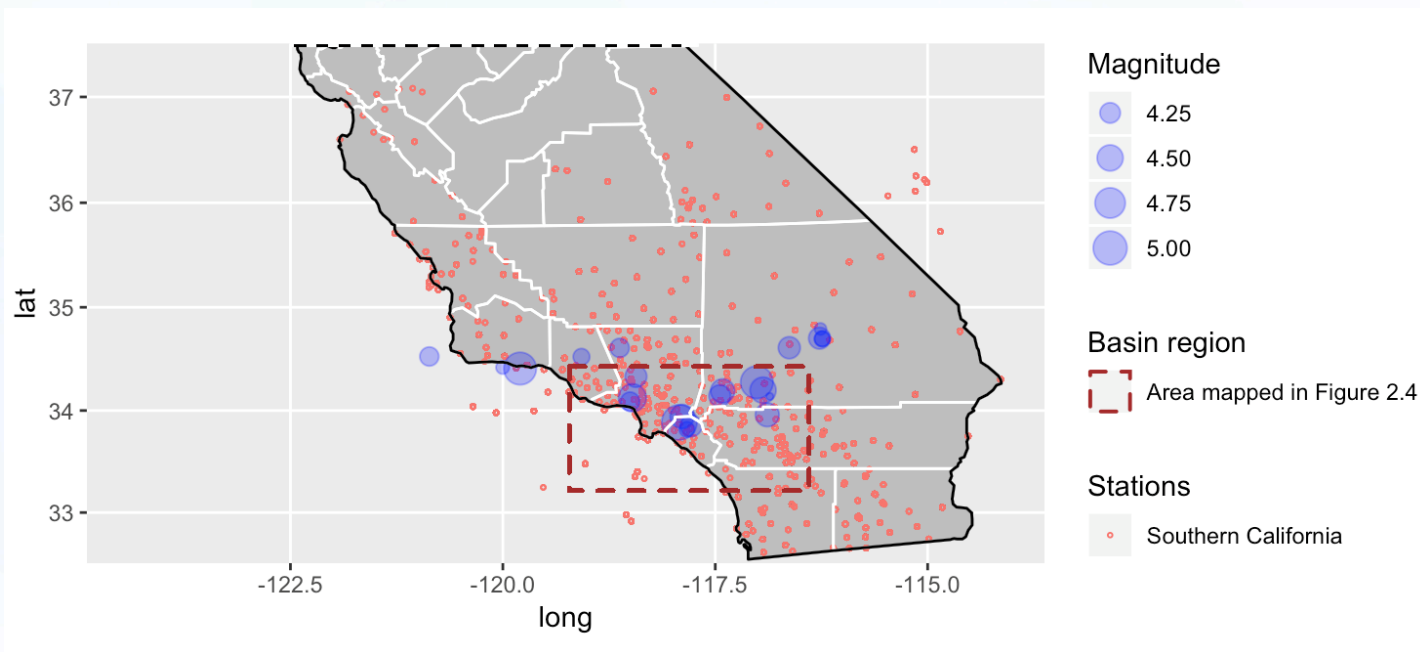 37
36
35
34
33
lat
-122.5
-120.0
-117.5
-115.0
long
Magnitude
4.25
4.50
4.75
5.00
Basin region
Area mapped in Figure 2.4
Stations
Southern California